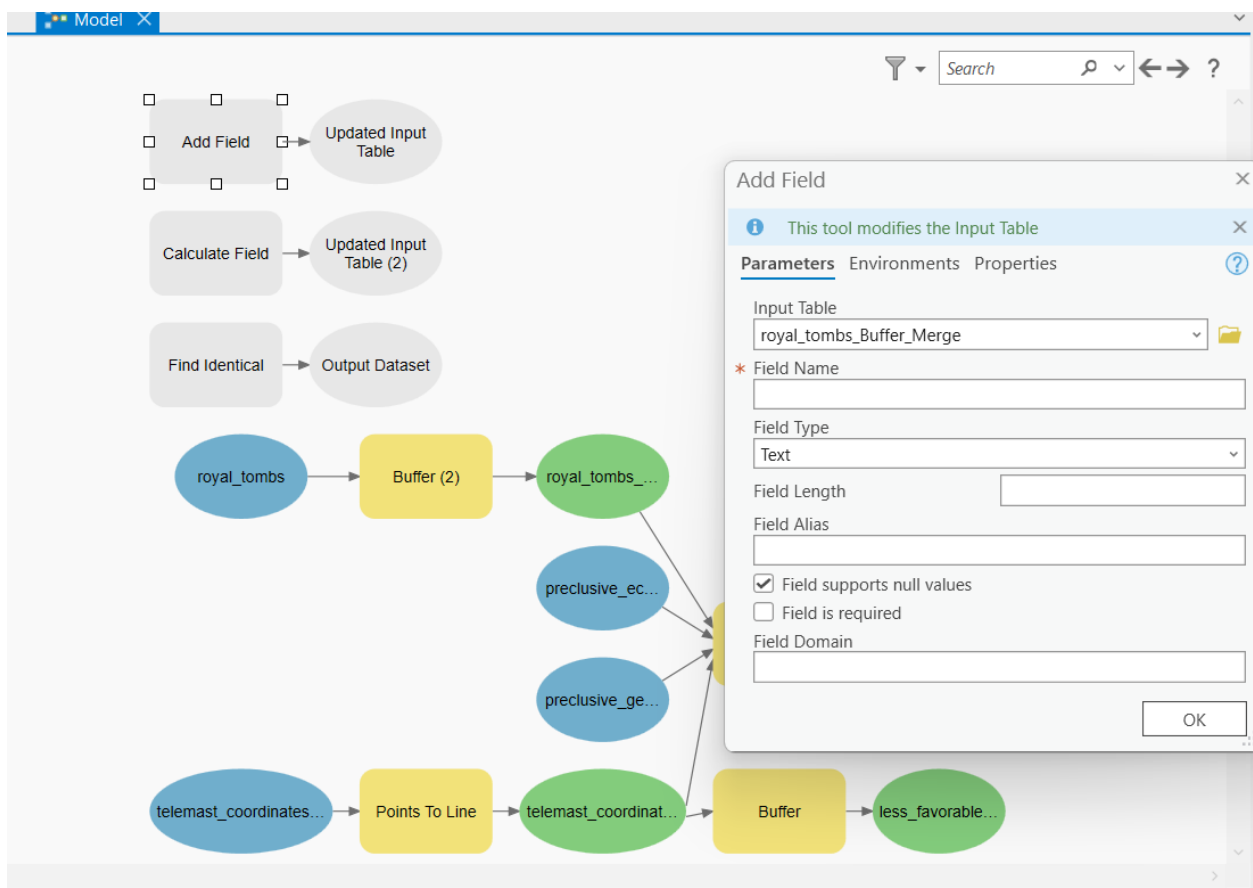 Model
Search
?
Add Field
Updated Input
Table
Calculate Field
Updated Input
Table (2)
Find Identical
Output Dataset
royal_tombs
Buffer (2)
royal_tombs_...
preclusive_ec...
preclusive_ge...
telemast_coordinates...
Points To Line
telemast_coordinat...
Buffer
less_favorable...
Add Field
This tool modifies the Input Table
Parameters Environments Properties
?
Input Table
royal_tombs_Buffer_Merge
* Field Name
Field Type
Text
Field Length
Field Alias
Field supports null values
Field is required
Field Domain
OK